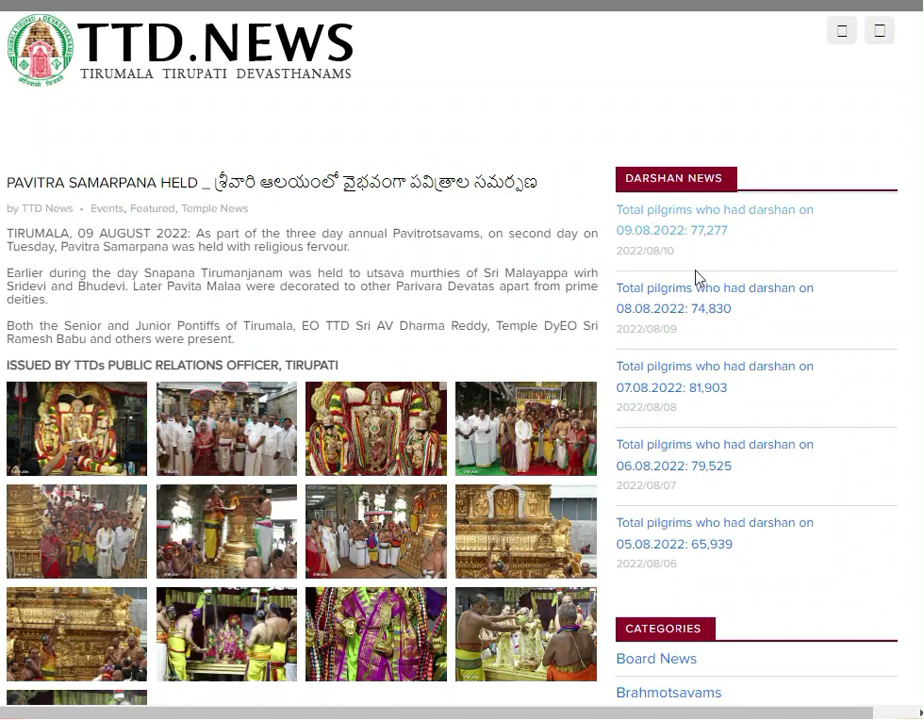 TTD.NEWS
TIRUMALA TIRUPATI DEVASTHANAMS
PAVITRA SAMARPANA HELD _ శ్రీవారి ఆలయంలో వైభవంగా పవిత్రాల సమర్పణ
by TTD News • Events, Featured, Temple News
TIRUMALA, 09 AUGUST 2022: As part of the three day annual Pavitrotsavams, on second day on
Tuesday, Pavitra Samarpana was held with religious fervour.
Earlier during the day Snapana Tirumanjanam was held to utsava murthies of Sri Malayappa wirh
Sridevi and Bhudevi. Later Pavita Malaa were decorated to other Parivara Devatas apart from prime
deities.
Both the Senior and Junior Pontiffs of Tirumala, EO TTD Sri AV Dharma Reddy, Temple DyEO Sri
Ramesh Babu and others were present.
ISSUED BY TTDs PUBLIC RELATIONS OFFICER, TIRUPATI
DARSHAN NEWS
Total pilgrims who had darshan on
09.08.2022: 77,277
2022/08/10
Total pilgrims who had darshan on
08.08.2022: 74,830
2022/08/09
Total pilgrims who had darshan on
07.08.2022: 81,903
2022/08/08
Total pilgrims who had darshan on
06.08.2022: 79,525
2022/08/07
Total pilgrims who had darshan on
05.08.2022: 65,939
2022/08/06
CATEGORIES
Board News
Brahmotsavams